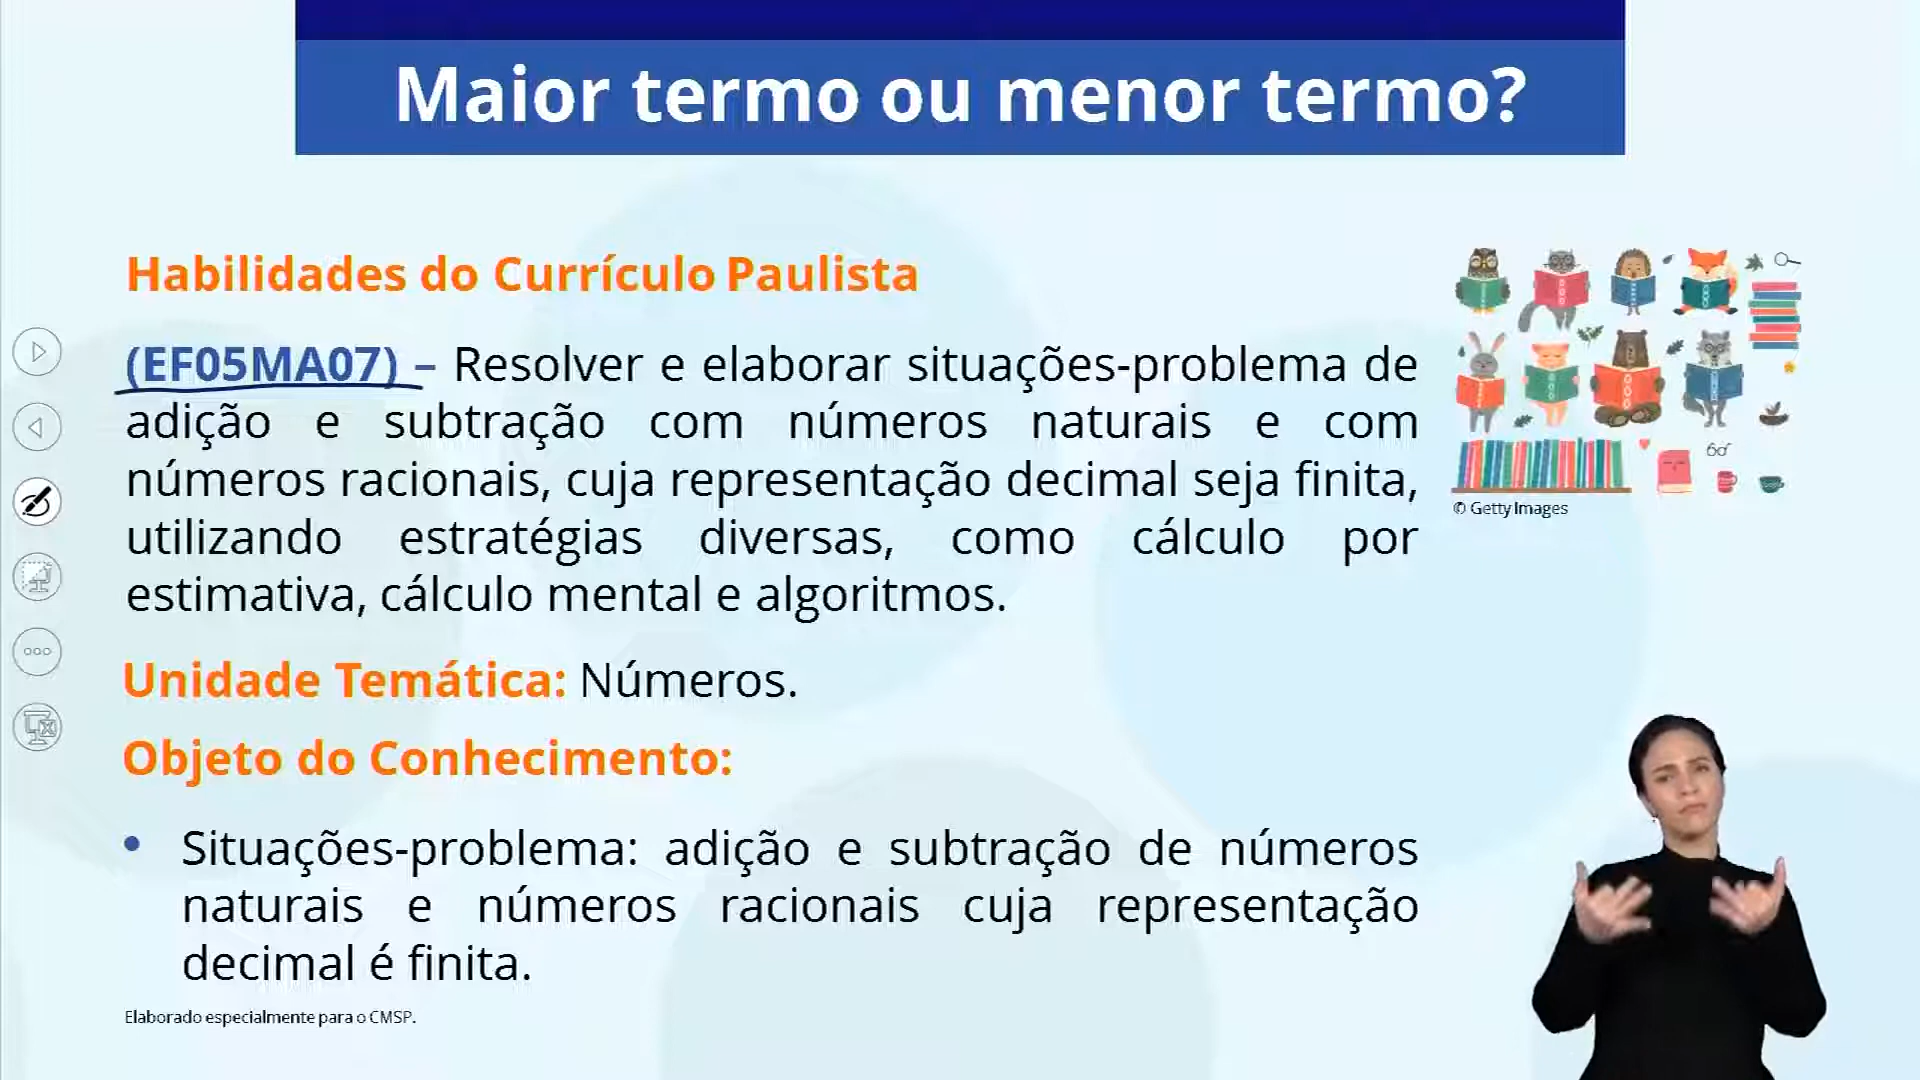 Maior termo ou menor termo?
Habilidades do Currículo Paulista
(EF05MA07) – Resolver e elaborar situações-problema de
adição e subtração com números naturais e com
números racionais, cuja representação decimal seja finita,
utilizando estratégias diversas, como cálculo por
estimativa, cálculo mental e algoritmos.
© Getty Images
Unidade Temática: Números.
Objeto do Conhecimento:
• Situações-problema: adição e subtração de números
naturais e números racionais cuja representação
decimal é finita.
Elaborado especialmente para o CMSP.